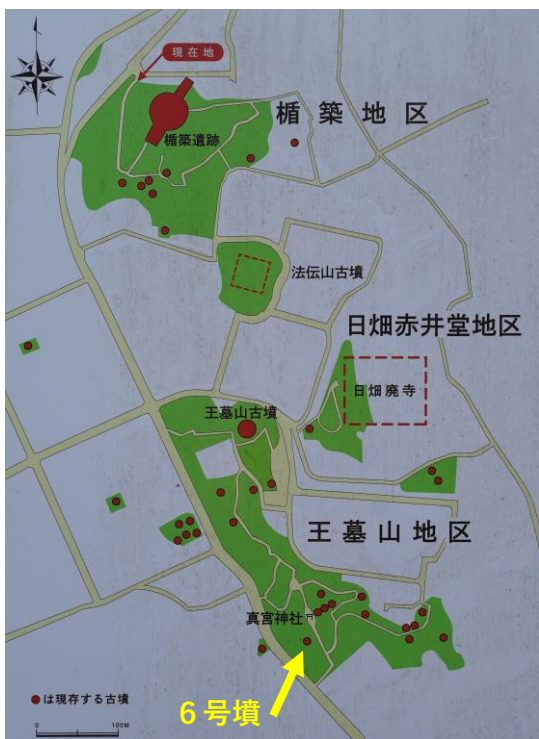 現在地
楯築地区
楯築遺跡
法伝山古墳
日畑赤井堂地区
日畑廃寺
王墓山古墳
王墓山地区
真宮神社
●は現存する古墳
0 100M
6号墳